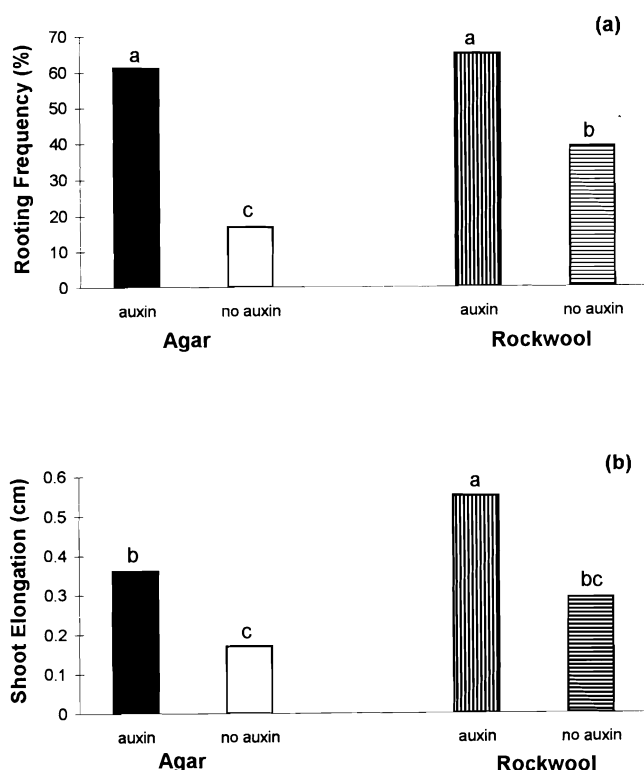 (a)
Rooting Frequency (%)
70
60
50
40
30
20
10
0
a
c
a
b
auxin no auxin auxin no auxin
Agar Rockwool
(b)
Shoot Elongation (cm)
0.6
0.5
0.4
0.3
0.2
0.1
0
b
c
a
bc
auxin no auxin auxin no auxin
Agar Rockwool